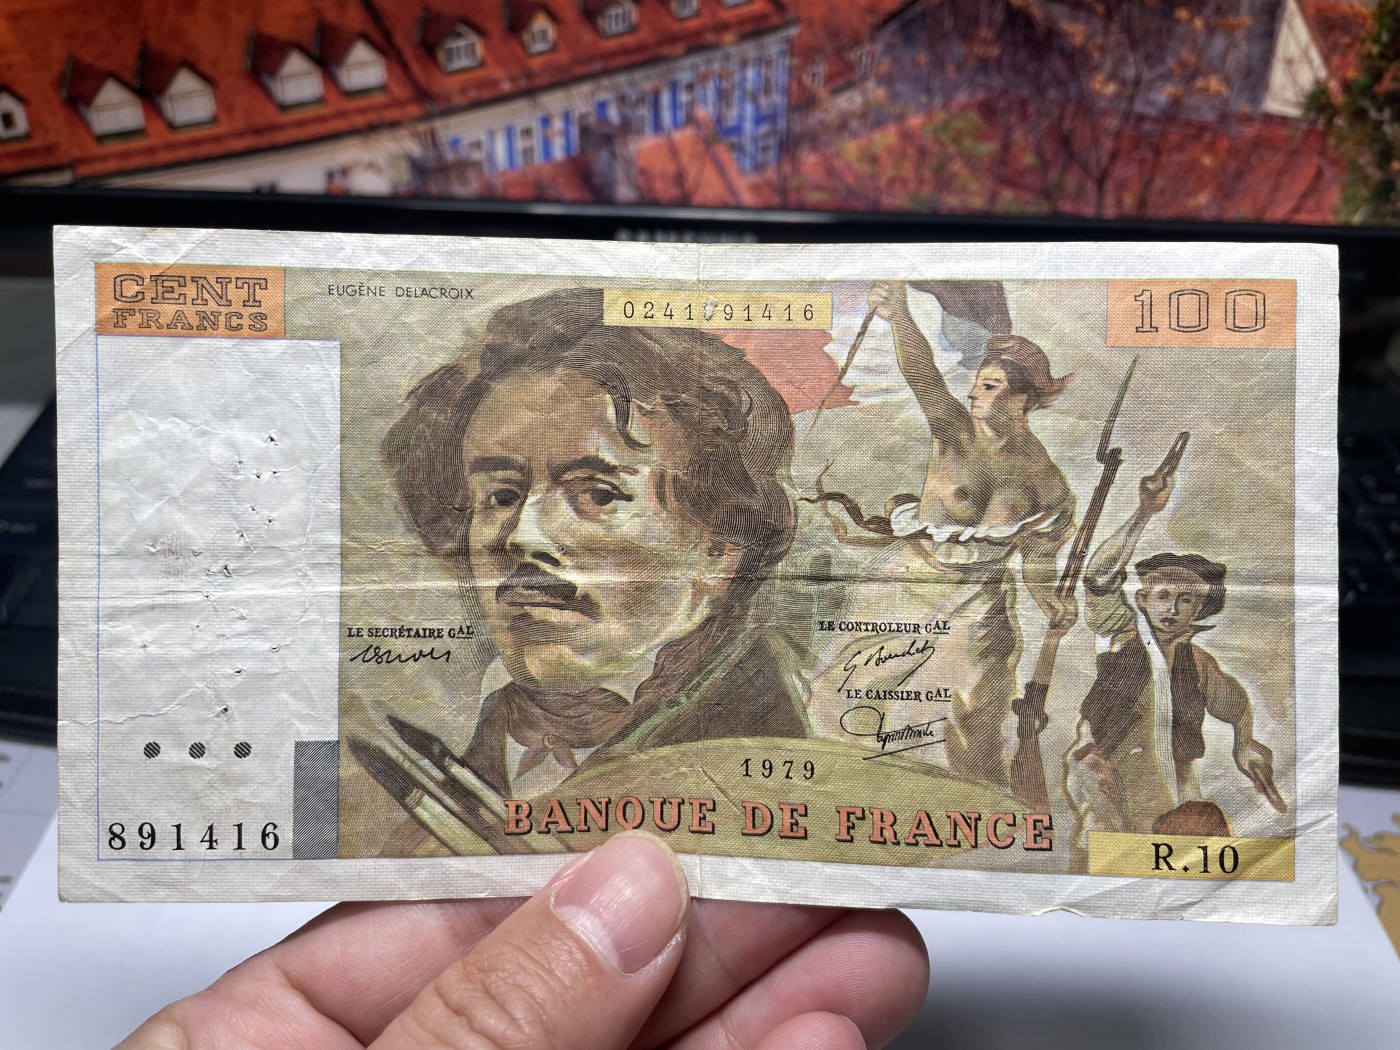 CENT
FRANCS
EUGÈNE DELACROIX
100
LE SECRÉTAIRE GAL
LE CONTROLEUR GAL
LE CAISSIER GAL
1979
BANQUE DE FRANCE
891416
R.10